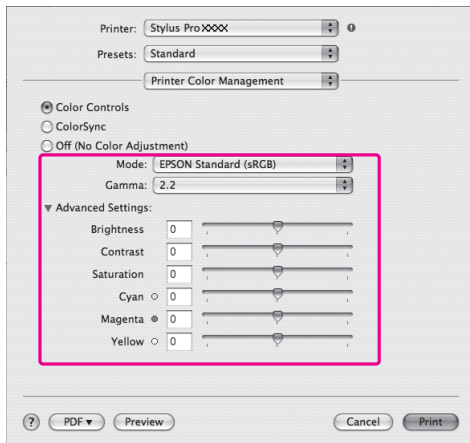 Printer: Stylus Pro XXXX
Presets: Standard
Printer Color Management
Color Controls
ColorSync
Off (No Color Adjustment)
Mode: EPSON Standard (sRGB)
Gamma: 2.2
Advanced Settings:
Brightness 0
Contrast 0
Saturation 0
Cyan 0
Magenta 0
Yellow 0
? PDF Preview Cancel Print